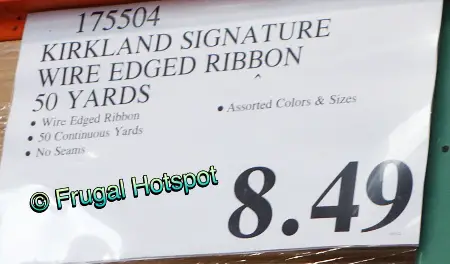 175504
KIRKLAND SIGNATURE
WIRE EDGED RIBBON
50 YARDS
• Wire Edged Ribbon
• 50 Continuous Yards
• No Seams
• Assorted Colors & Sizes
© Frugal Hotspot
8.49